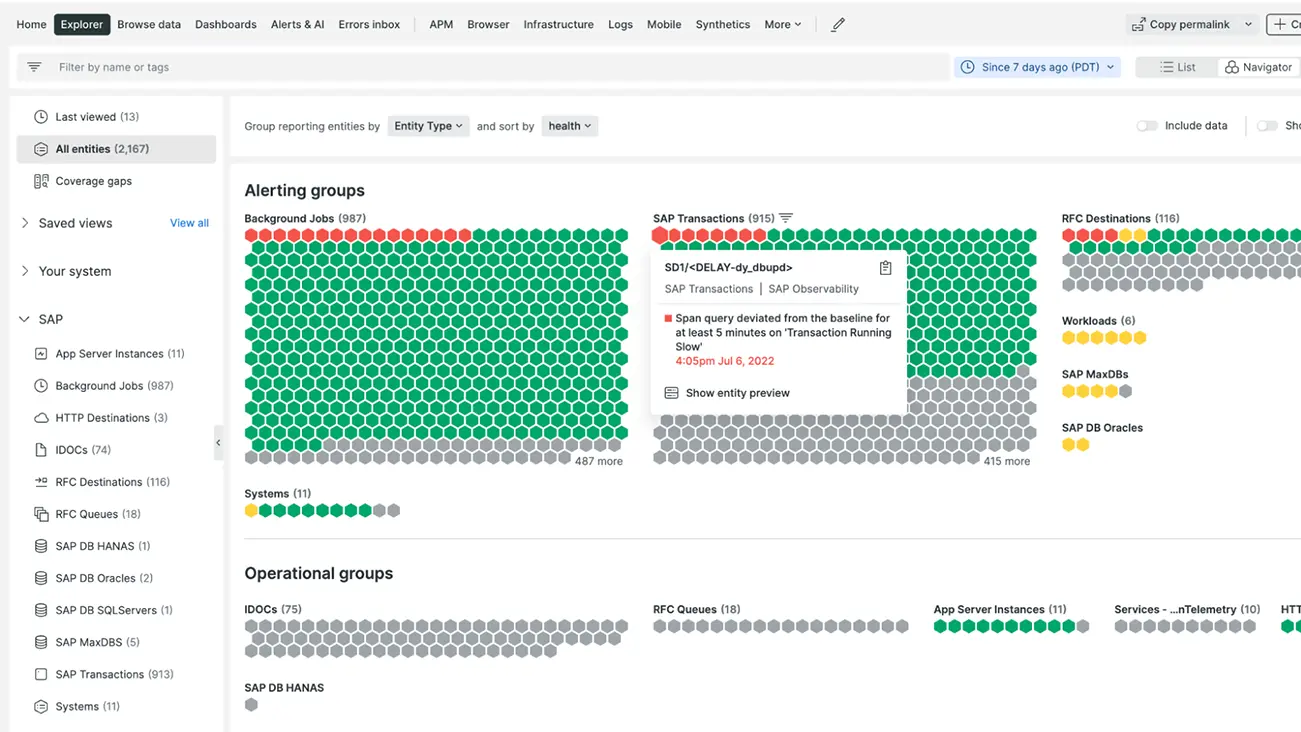 Home Explorer Browse data Dashboards Alerts & AI Errors inbox APM Browser Infrastructure Logs Mobile Synthetics More Copy permalink
Filter by name or tags Since 7 days ago (PDT) List Navigator
Last viewed (13)
All entities (2,167)
Coverage gaps
Saved views View all
Your system
SAP
App Server Instances (11)
Background Jobs (987)
HTTP Destinations (3)
IDOCs (74)
RFC Destinations (116)
RFC Queues (18)
SAP DB HANAS (1)
SAP DB Oracles (2)
SAP DB SQLServers (1)
SAP MaxDBS (5)
SAP Transactions (913)
Systems (11)
Group reporting entities by Entity Type and sort by health Include data
Alerting groups
Background Jobs (987)
487 more
SAP Transactions (915)
SD1/<DELAY-dy_dbupd>
SAP Transactions | SAP Observability
Span query deviated from the baseline for
at least 5 minutes on 'Transaction Running
Slow'
4:05pm Jul 6, 2022
Show entity preview
415 more
RFC Destinations (116)
Workloads (6)
SAP MaxDBs
SAP DB Oracles
Systems (11)
Operational groups
IDOCs (75)
RFC Queues (18)
App Server Instances (11)
Services - ...nTelemetry (10)
SAP DB HANAS